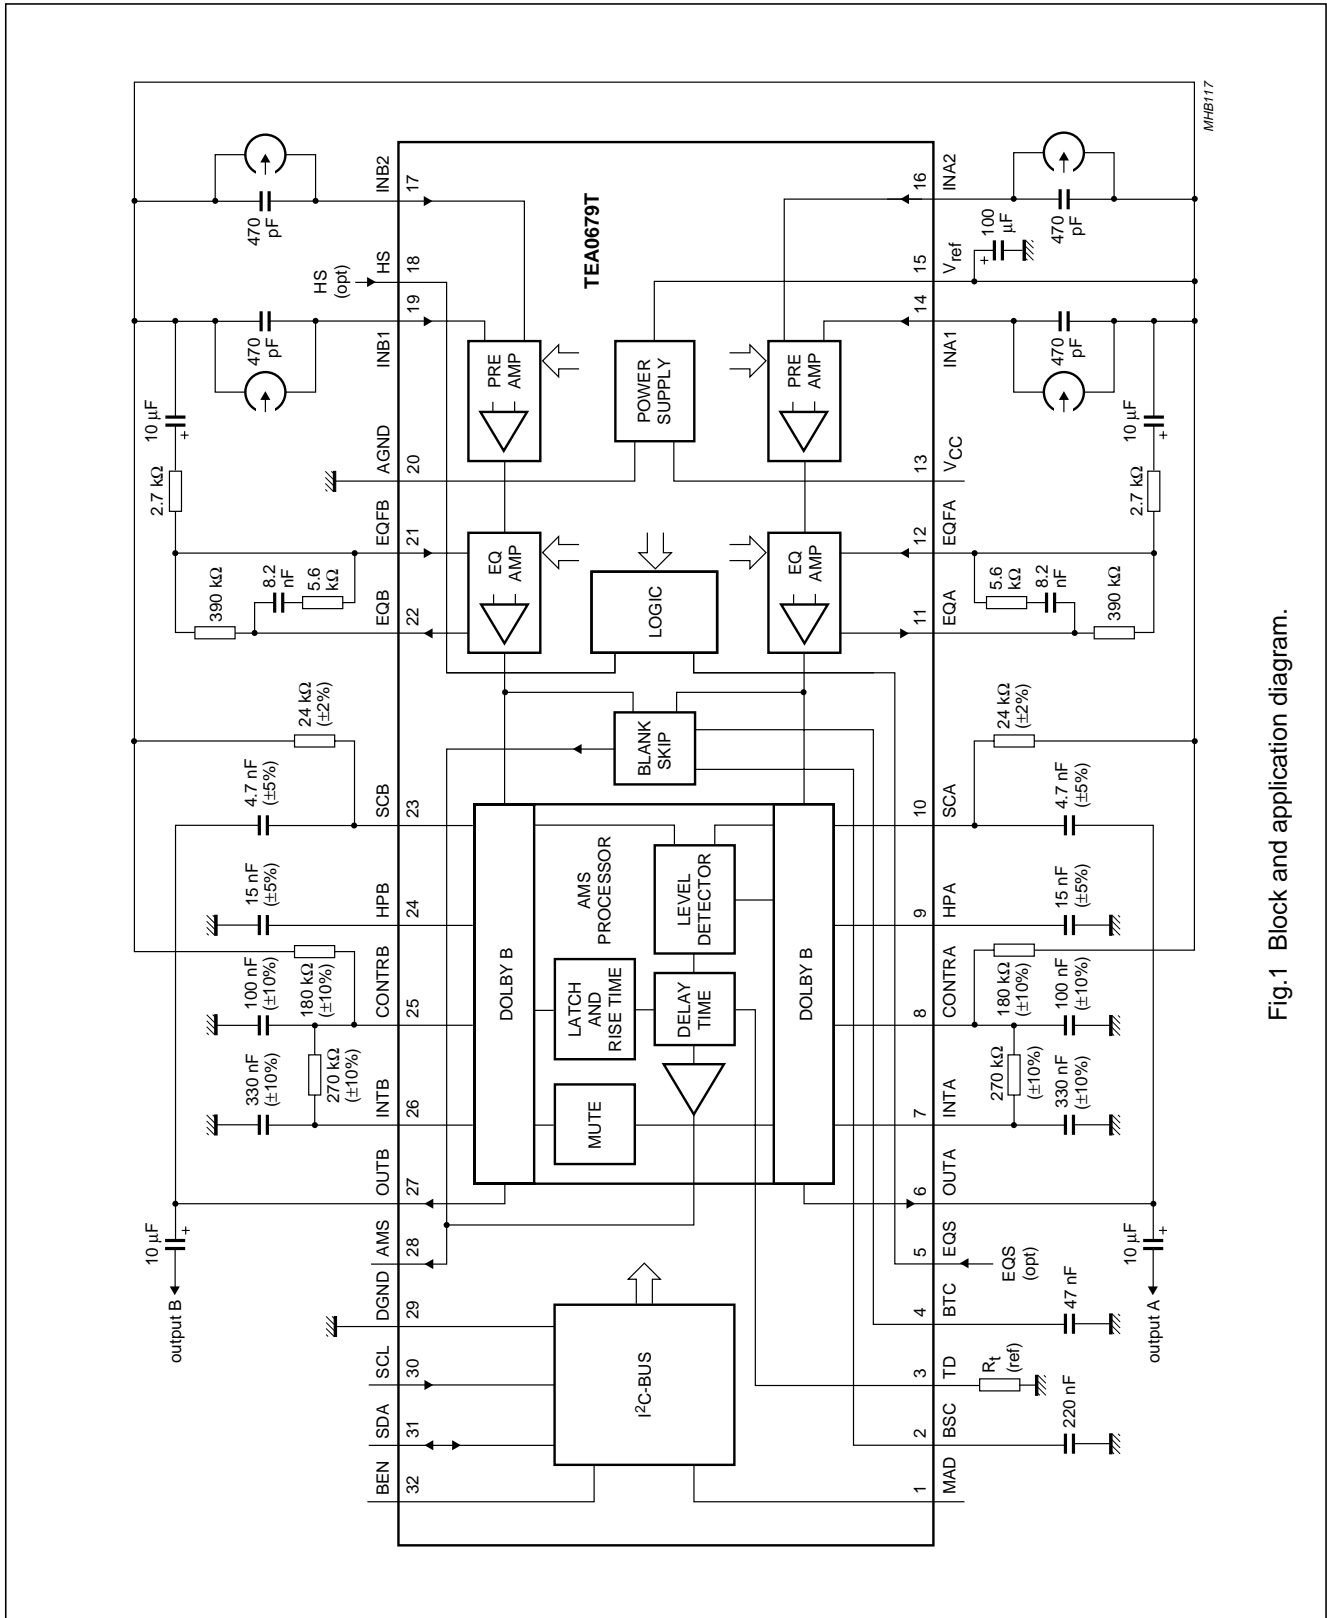 MHB117
INB2
17
470
pF
HS
18
HS
(opt)
19
INB1
470
pF
10 µF
+
2.7 kΩ
AGND
20
EQFB
21
390 kΩ
8.2
nF
5.6
kΩ
EQB
22
24 kΩ
(±2%)
4.7 nF
(±5%)
SCB
23
15 nF
(±5%)
HPB
24
100 nF
(±10%)
180 kΩ
(±10%)
CONTRB
25
330 nF
(±10%)
270 kΩ
(±10%)
INTB
26
OUTB
27
10 µF
+
output B
AMS
28
DGND
29
SCL
30
SDA
31
BEN
32
TEA0679T
PRE
AMP
POWER
SUPPLY
PRE
AMP
EQ
AMP
LOGIC
EQ
AMP
BLANK
SKIP
DOLBY B
AMS
PROCESSOR
LEVEL
DETECTOR
LATCH
AND
RISE TIME
DELAY
TIME
MUTE
DOLBY B
I²C-BUS
16
INA2
470
pF
100
µF
+
15
Vref
14
INA1
470
pF
10 µF
+
2.7 kΩ
13
VCC
12
EQFA
5.6
kΩ
8.2
nF
390 kΩ
11
EQA
24 kΩ
(±2%)
10
SCA
4.7 nF
(±5%)
9
HPA
15 nF
(±5%)
8
CONTRA
180 kΩ
(±10%)
100 nF
(±10%)
7
INTA
270 kΩ
(±10%)
330 nF
(±10%)
6
OUTA
10 µF
+
output A
5
EQS
EQS
(opt)
4
BTC
47 nF
3
TD
Rt
(ref)
2
BSC
220 nF
1
MAD
Fig.1 Block and application diagram.